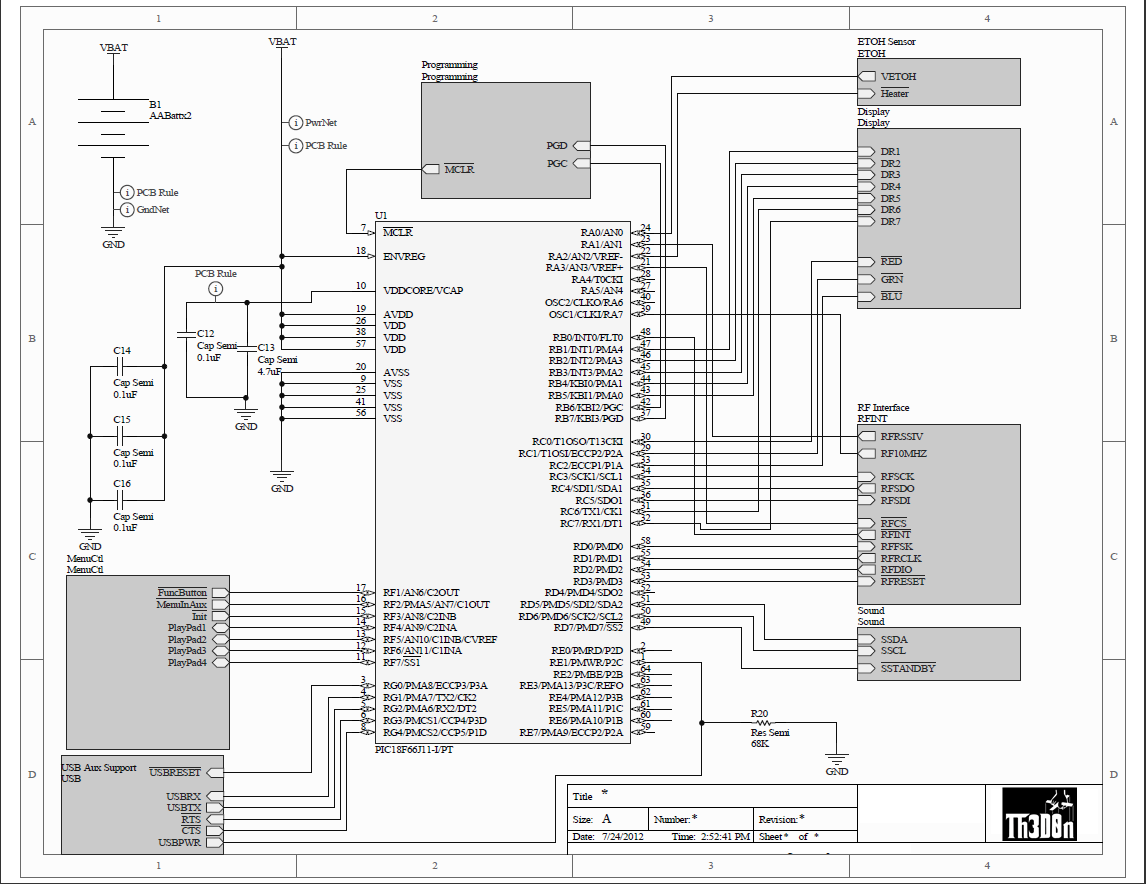 1 2 3 4
A
B
C
D
VBAT
B1
AABattx2
PCB Rule
GndNet
GND
VBAT
PwrNet
PCB Rule
Programming
Programming
PGD
PGC
MCLR
ETOH Sensor
ETOH
VETOH
Heater
Display
Display
DR1
DR2
DR3
DR4
DR5
DR6
DR7
RED
GRN
BLU
PCB Rule
C12
Cap Semi
0.1uF
C13
Cap Semi
4.7uF
GND
C14
Cap Semi
0.1uF
C15
Cap Semi
0.1uF
C16
Cap Semi
0.1uF
GND
GND
U1
7 MCLR
18 ENVREG
10 VDDCORE/VCAP
19 AVDD
26 VDD
38 VDD
57 VDD
20 AVSS
9 VSS
25 VSS
41 VSS
56 VSS
17 RF1/AN6/C2OUT
16 RF2/PMA5/AN7/C1OUT
15 RF3/AN8/C2INB
14 RF4/AN9/C2INA
13 RF5/AN10/C1INB/CVREF
12 RF6/AN11/C1INA
11 RF7/SS1
3 RG0/PMA8/ECCP3/P3A
4 RG1/PMA7/TX2/CK2
5 RG2/PMA6/RX2/DT2
6 RG3/PMCS1/CCP4/P3D
8 RG4/PMCS2/CCP5/P1D
RA0/AN0 24
RA1/AN1 23
RA2/AN2/VREF- 22
RA3/AN3/VREF+ 21
RA4/T0CKI 28
RA5/AN4 27
OSC2/CLKO/RA6 40
OSC1/CLKI/RA7 39
RB0/INT0/FLT0 48
RB1/INT1/PMA4 47
RB2/INT2/PMA3 46
RB3/INT3/PMA2 45
RB4/KBI0/PMA1 44
RB5/KBI1/PMA0 43
RB6/KBI2/PGC 42
RB7/KBI3/PGD 37
RC0/T1OSO/T13CKI 30
RC1/T1OSI/ECCP2/P2A 29
RC2/ECCP1/P1A 33
RC3/SCK1/SCL1 34
RC4/SDI1/SDA1 35
RC5/SDO1 36
RC6/TX1/CK1 31
RC7/RX1/DT1 32
RD0/PMD0 58
RD1/PMD1 55
RD2/PMD2 54
RD3/PMD3 53
RD4/PMD4/SDO2 52
RD5/PMD5/SDI2/SDA2 51
RD6/PMD6/SCK2/SCL2 50
RD7/PMD7/SS2 49
RE0/PMRD/P2D 2
RE1/PMWR/P2C 1
RE2/PMBE/P2B 64
RE3/PMA13/P3C/REFO 63
RE4/PMA12/P3B 62
RE5/PMA11/P1C 61
RE6/PMA10/P1B 60
RE7/PMA9/ECCP2/P2A 59
PIC18F66J11-I/PT
RF Interface
RFINT
RFRSSIV
RF10MHZ
RFSCK
RFSDO
RFSDI
RFCS
RFINT
RFFSK
RFRCLK
RFDIO
RFRESET
Sound
Sound
SSDA
SSCL
SSTANDBY
MenuCtl
MenuCtl
FuncButton
MenuInAux
Init
PlayPad1
PlayPad2
PlayPad3
PlayPad4
USB Aux Support
USB
USBRESET
USBRX
USBTX
RTS
CTS
USBPWR
R20
Res Semi
68K
GND
Title *
Size: A Number:* Revision:*
Date: 7/24/2012 Time: 2:52:41 PM Sheet * of *
Th3D0n
A
B
C
D
1 2 3 4